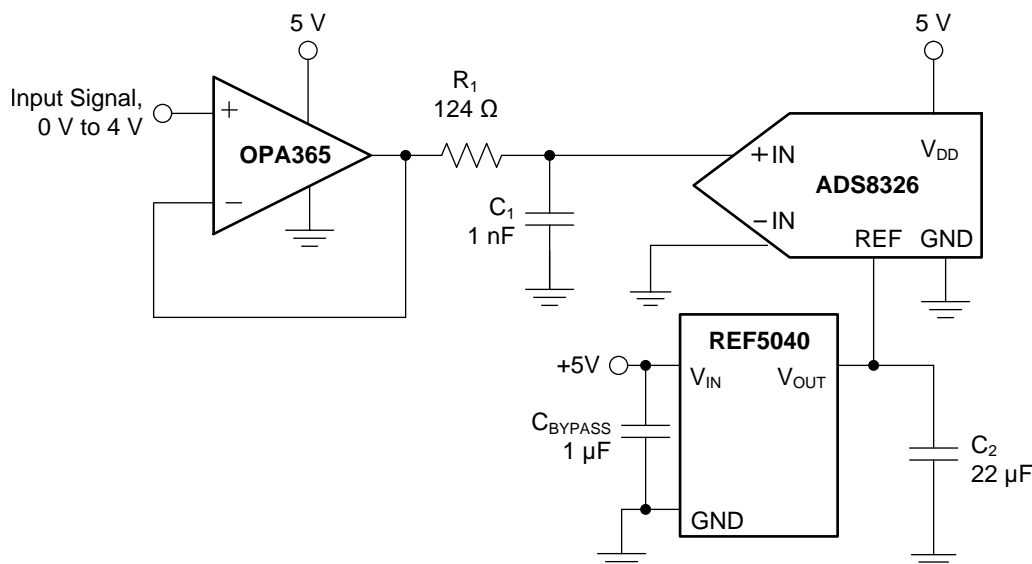 5 V
5 V
Input Signal,
0 V to 4 V
+
OPA365
−
R1
124 Ω
C1
1 nF
+IN
VDD
ADS8326
−IN
REF
GND
REF5040
+5V
VIN
VOUT
CBYPASS
1 µF
GND
C2
22 µF